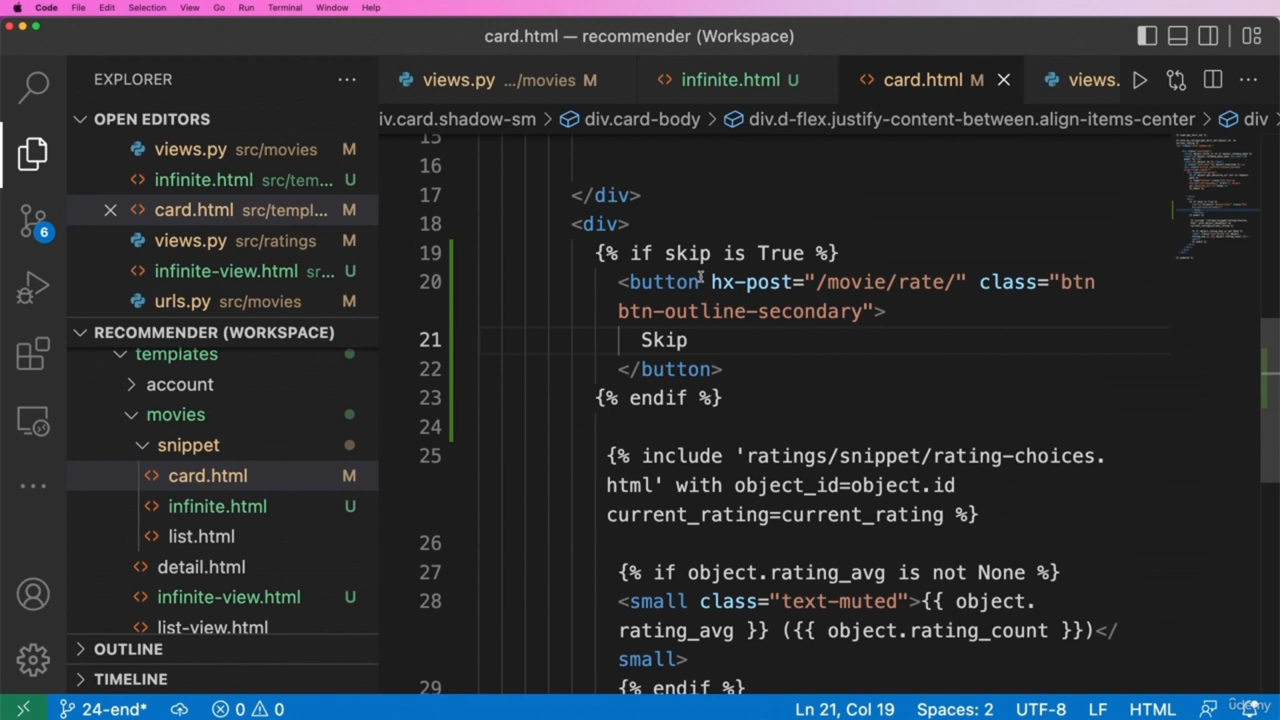 Code File Edit Selection View Go Run Terminal Window Help
card.html — recommender (Workspace)
EXPLORER
views.py .../movies M
infinite.html U
card.html M
views.
OPEN EDITORS
iv.card.shadow-sm > div.card-body > div.d-flex.justify-content-between.align-items-center > div
views.py src/movies M
infinite.html src/tem... U
card.html src/templ... M
views.py src/ratings M
infinite-view.html sr... U
urls.py src/movies M
RECOMMENDER (WORKSPACE)
templates
account
movies
snippet
card.html M
infinite.html U
list.html
detail.html
infinite-view.html U
list-view.html
OUTLINE
TIMELINE
15
16
17 </div>
18 <div>
19 {% if skip is True %}
20 <button hx-post="/movie/rate/" class="btn
btn-outline-secondary">
21 Skip
22 </button>
23 {% endif %}
24
25 {% include 'ratings/snippet/rating-choices.
html' with object_id=object.id
current_rating=current_rating %}
26
27 {% if object.rating_avg is not None %}
28 <small class="text-muted">{{ object.
rating_avg }} ({{ object.rating_count }})</
small>
29 {% endif %}
6
24-end* 0 0 Ln 21, Col 19 Spaces: 2 UTF-8 LF HTML
udemy